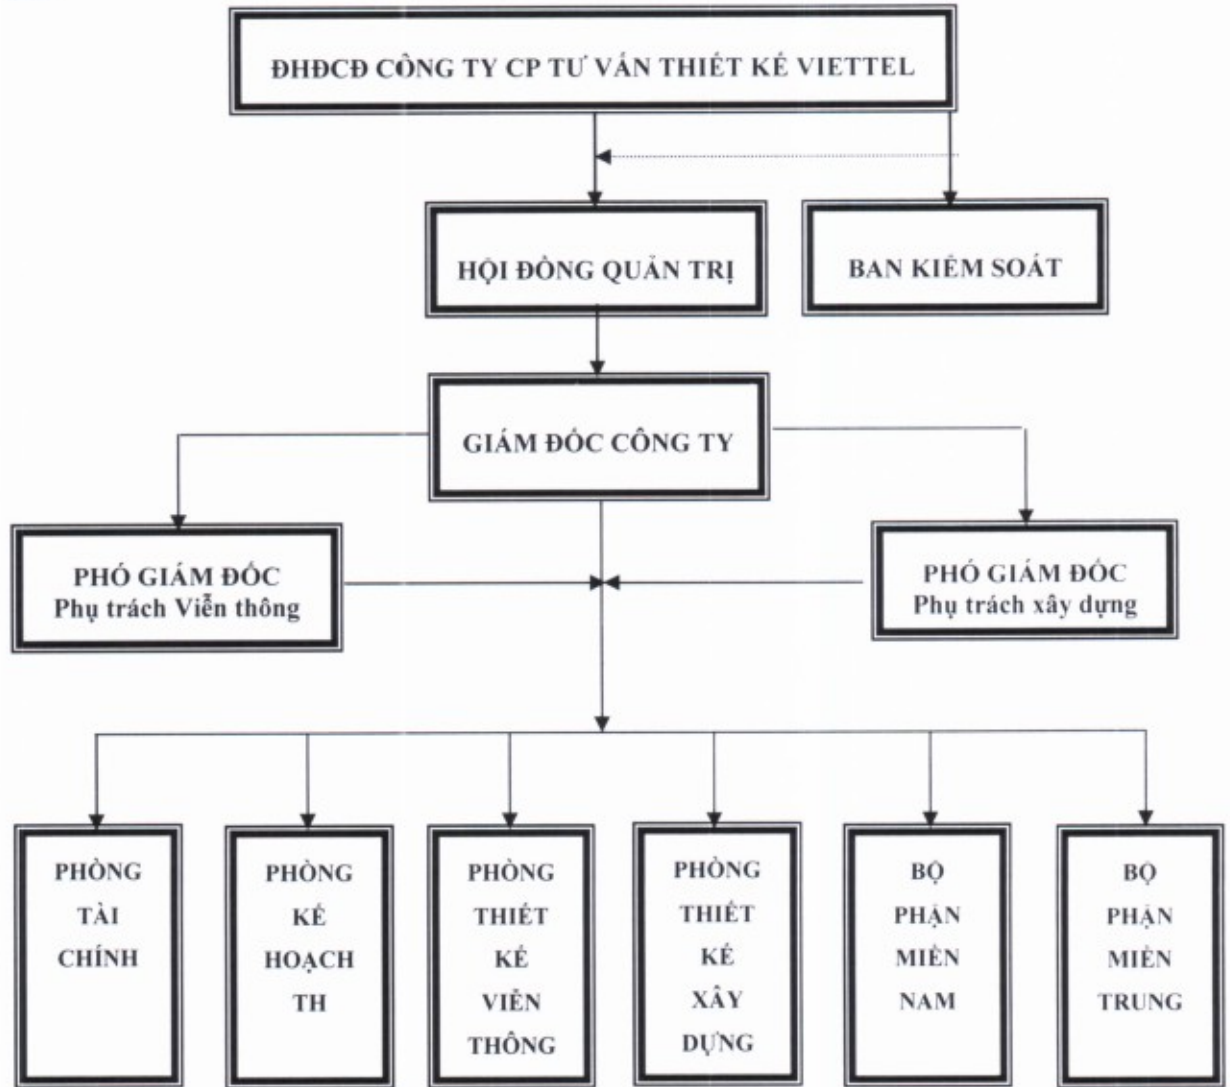 ĐHĐCĐ CÔNG TY CP TƯ VẤN THIẾT KẾ VIETTEL
HỘI ĐỒNG QUẢN TRỊ
BAN KIỂM SOÁT
GIÁM ĐỐC CÔNG TY
PHÓ GIÁM ĐỐC
Phụ trách Viễn thông
PHÓ GIÁM ĐỐC
Phụ trách xây dựng
PHÒNG
TÀI
CHÍNH
PHÒNG
KẾ
HOẠCH
TH
PHÒNG
THIẾT
KẾ
VIỄN
THÔNG
PHÒNG
THIẾT
KẾ
XÂY
DỰNG
BỘ
PHẬN
MIỀN
NAM
BỘ
PHẬN
MIỀN
TRUNG